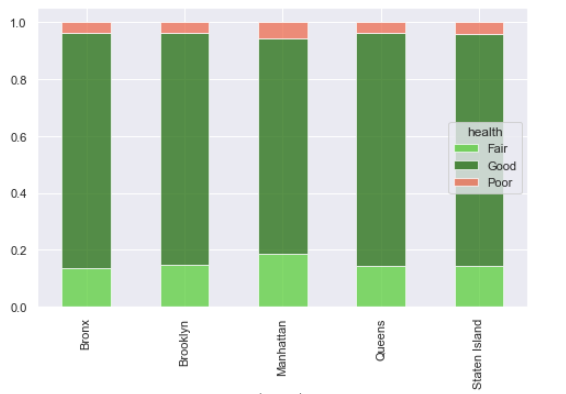 1.0
0.8
0.6
0.4
0.2
0.0
health
Fair
Good
Poor
Bronx
Brooklyn
Manhattan
Queens
Staten Island